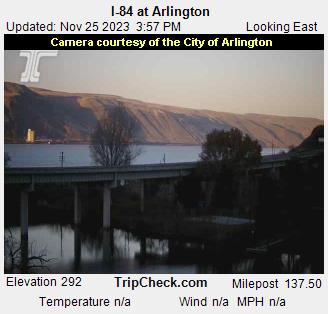 I-84 at Arlington
Updated: Nov 25 2023 3:57 PM Looking East
Camera courtesy of the City of Arlington
Elevation 292 TripCheck.com Milepost 137.50
Temperature n/a Wind n/a MPH n/a